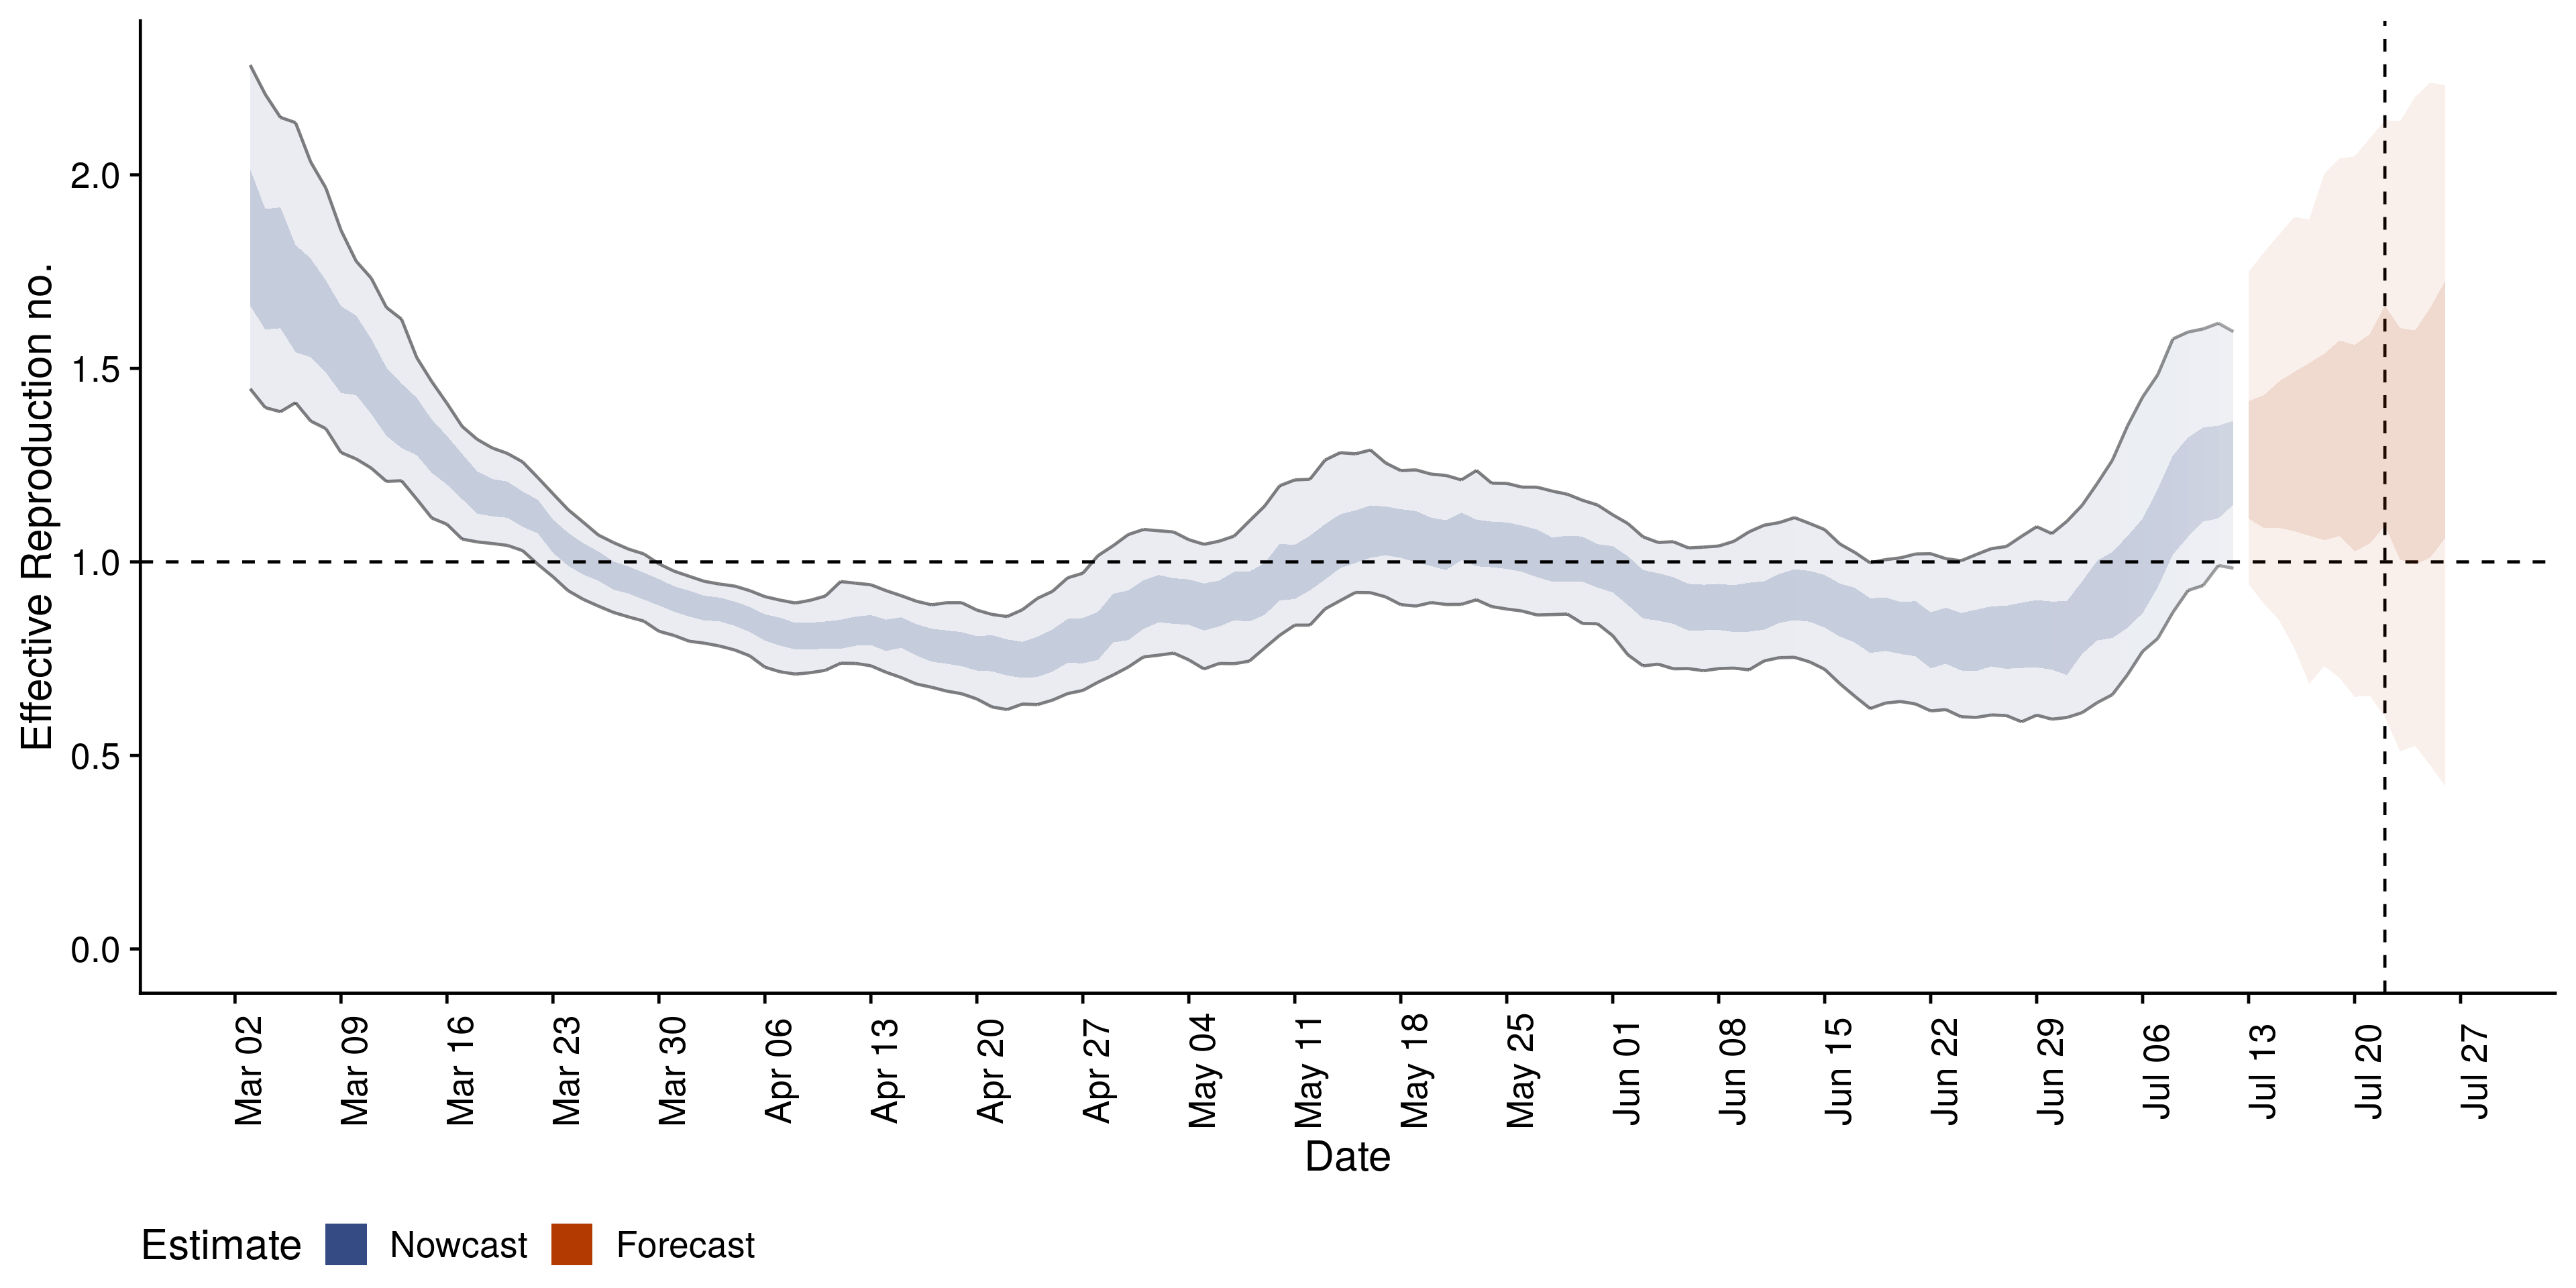 Effective Reproduction no.
2.0
1.5
1.0
0.5
0.0
Mar 02
Mar 09
Mar 16
Mar 23
Mar 30
Apr 06
Apr 13
Apr 20
Apr 27
May 04
May 11
May 18
May 25
Jun 01
Jun 08
Jun 15
Jun 22
Jun 29
Jul 06
Jul 13
Jul 20
Jul 27
Date
Estimate Nowcast Forecast